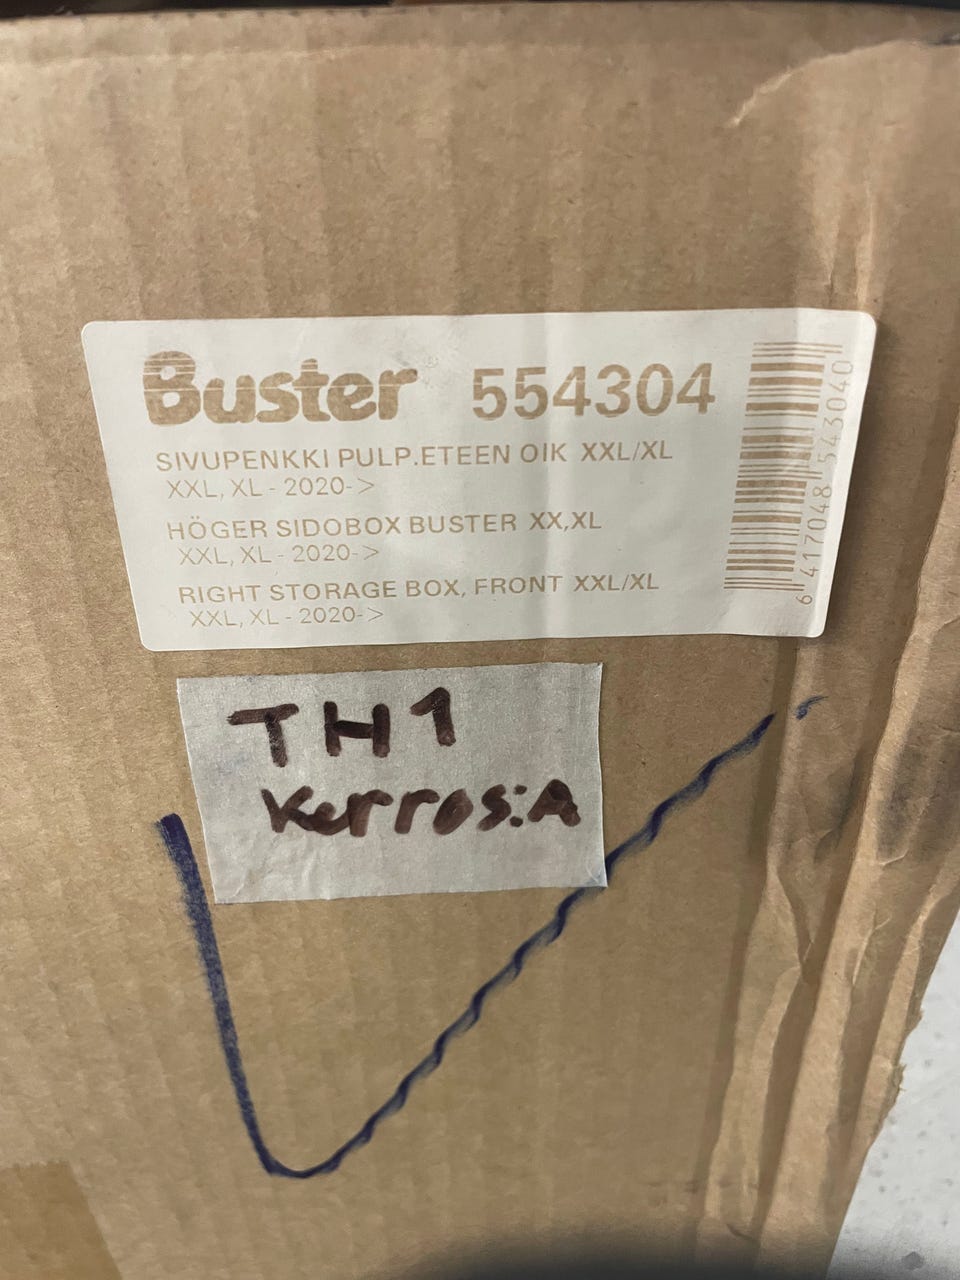 Buster 554304
SIVUPENKKI PULP.ETEEN OIK XXL/XL
XXL, XL - 2020->
HÖGER SIDOBOX BUSTER XX,XL
XXL, XL - 2020->
RIGHT STORAGE BOX, FRONT XXL/XL
XXL, XL - 2020->
6 417048 543040
TH1
Kerros:A